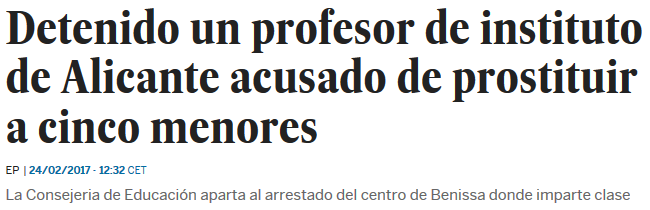 Detenido un profesor de instituto
de Alicante acusado de prostituir
a cinco menores
EP | 24/02/2017 - 12:32 CET
La Consejeria de Educación aparta al arrestado del centro de Benissa donde imparte clase